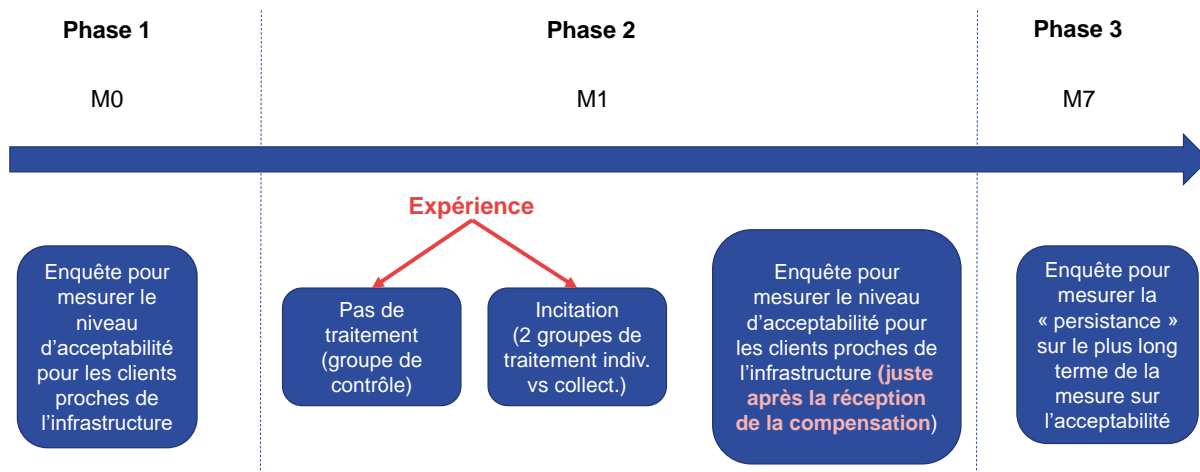 Phase 1
Phase 2
Phase 3
M0
M1
M7
Expérience
Enquête pour
mesurer le
niveau
d’acceptabilité
pour les clients
proches de
l’infrastructure
Pas de
traitement
(groupe de
contrôle)
Incitation
(2 groupes de
traitement indiv.
vs collect.)
Enquête pour
mesurer le niveau
d’acceptabilité pour
les clients proches de
l’infrastructure (juste
après la réception
de la compensation)
Enquête pour
mesurer la
« persistance »
sur le plus long
terme de la
mesure sur
l’acceptabilité